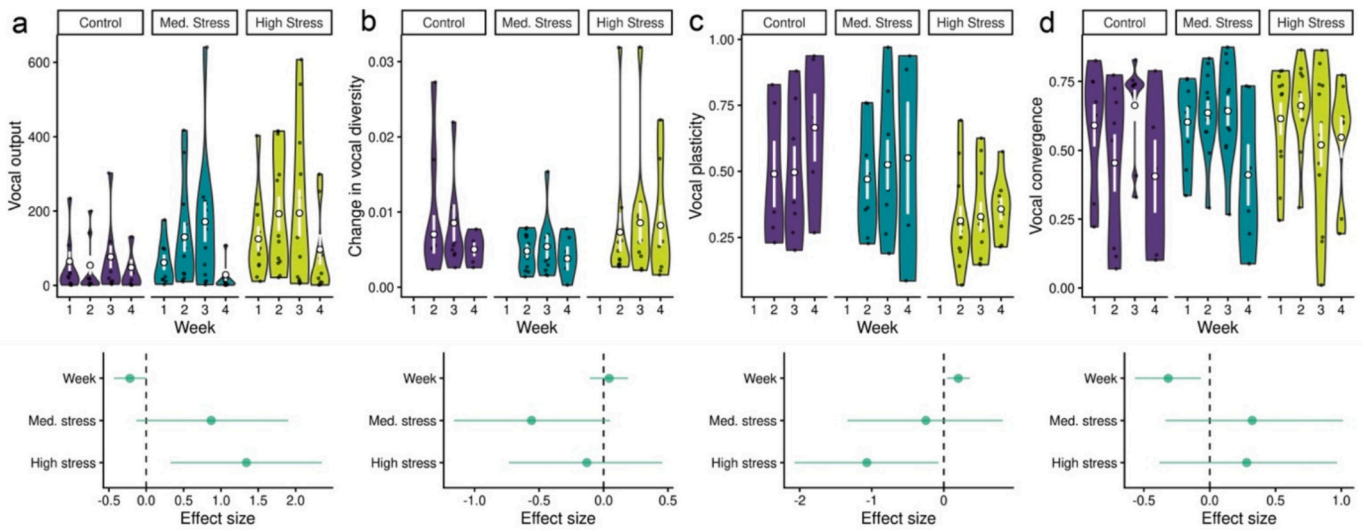 a
Control
Med. Stress
High Stress
Vocal output
600
400
200
0
1 2 3 4 1 2 3 4 1 2 3 4
Week
b
Control
Med. Stress
High Stress
Change in vocal diversity
0.03
0.02
0.01
0.00
1 2 3 4 1 2 3 4 1 2 3 4
Week
c
Control
Med. Stress
High Stress
Vocal plasticity
1.00
0.75
0.50
0.25
1 2 3 4 1 2 3 4 1 2 3 4
Week
d
Control
Med. Stress
High Stress
Vocal convergence
0.75
0.50
0.25
0.00
1 2 3 4 1 2 3 4 1 2 3 4
Week
Week
Med. stress
High stress
-0.5 0.0 0.5 1.0 1.5 2.0
Effect size
Week
Med. stress
High stress
-1.0 -0.5 0.0 0.5
Effect size
Week
Med. stress
High stress
-2 -1 0
Effect size
Week
Med. stress
High stress
-0.5 0.0 0.5 1.0
Effect size